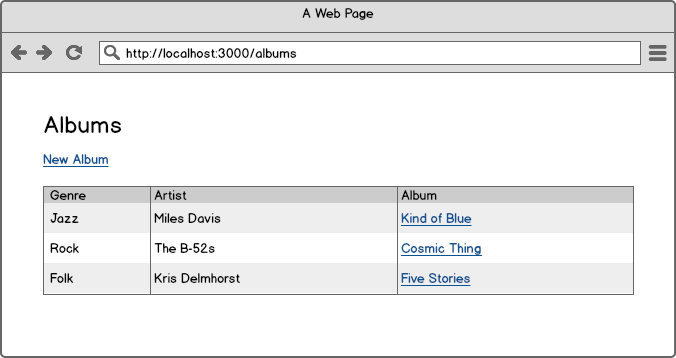 A Web Page
http://localhost:3000/albums
Albums
New Album
Genre Artist Album
Jazz Miles Davis Kind of Blue
Rock The B-52s Cosmic Thing
Folk Kris Delmhorst Five Stories